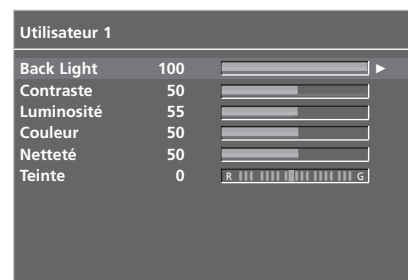 Utilisateur 1
Back Light 100
Contraste 50
Luminosité 55
Couleur 50
Netteté 50
Teinte 0 R G